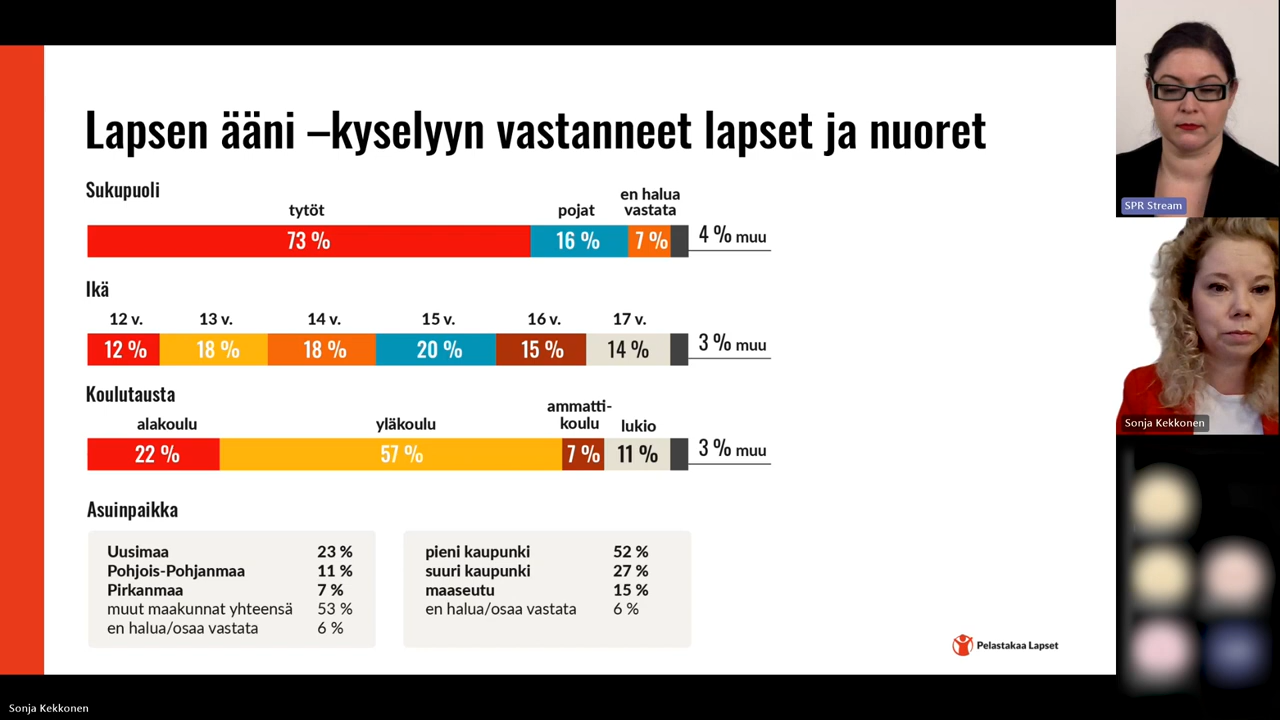 Lapsen ääni –kyselyyn vastanneet lapset ja nuoret
Sukupuoli
tytöt
pojat
en halua
vastata
73 %
16 %
7 %
4 % muu
Ikä
12 v.
13 v.
14 v.
15 v.
16 v.
17 v.
12 %
18 %
18 %
20 %
15 %
14 %
3 % muu
Koulutausta
alakoulu
yläkoulu
ammatti-
koulu
lukio
22 %
57 %
7 %
11 %
3 % muu
Asuinpaikka
Uusimaa 23 %
Pohjois-Pohjanmaa 11 %
Pirkanmaa 7 %
muut maakunnat yhteensä 53 %
en halua/osaa vastata 6 %
pieni kaupunki 52 %
suuri kaupunki 27 %
maaseutu 15 %
en halua/osaa vastata 6 %
Pelastakaa Lapset
SPR Stream
Sonja Kekkonen
Sonja Kekkonen